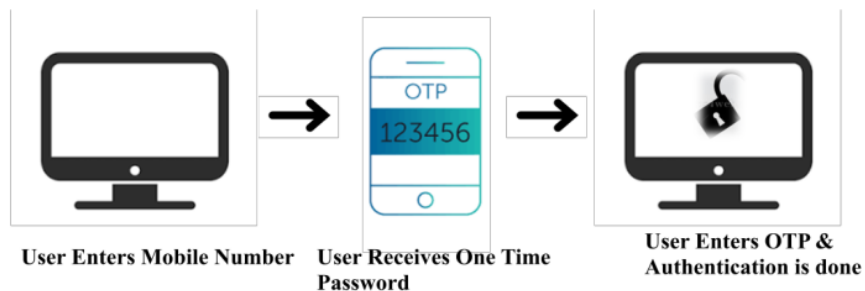 OTP
123456
User Enters Mobile Number
User Receives One Time
Password
User Enters OTP &
Authentication is done